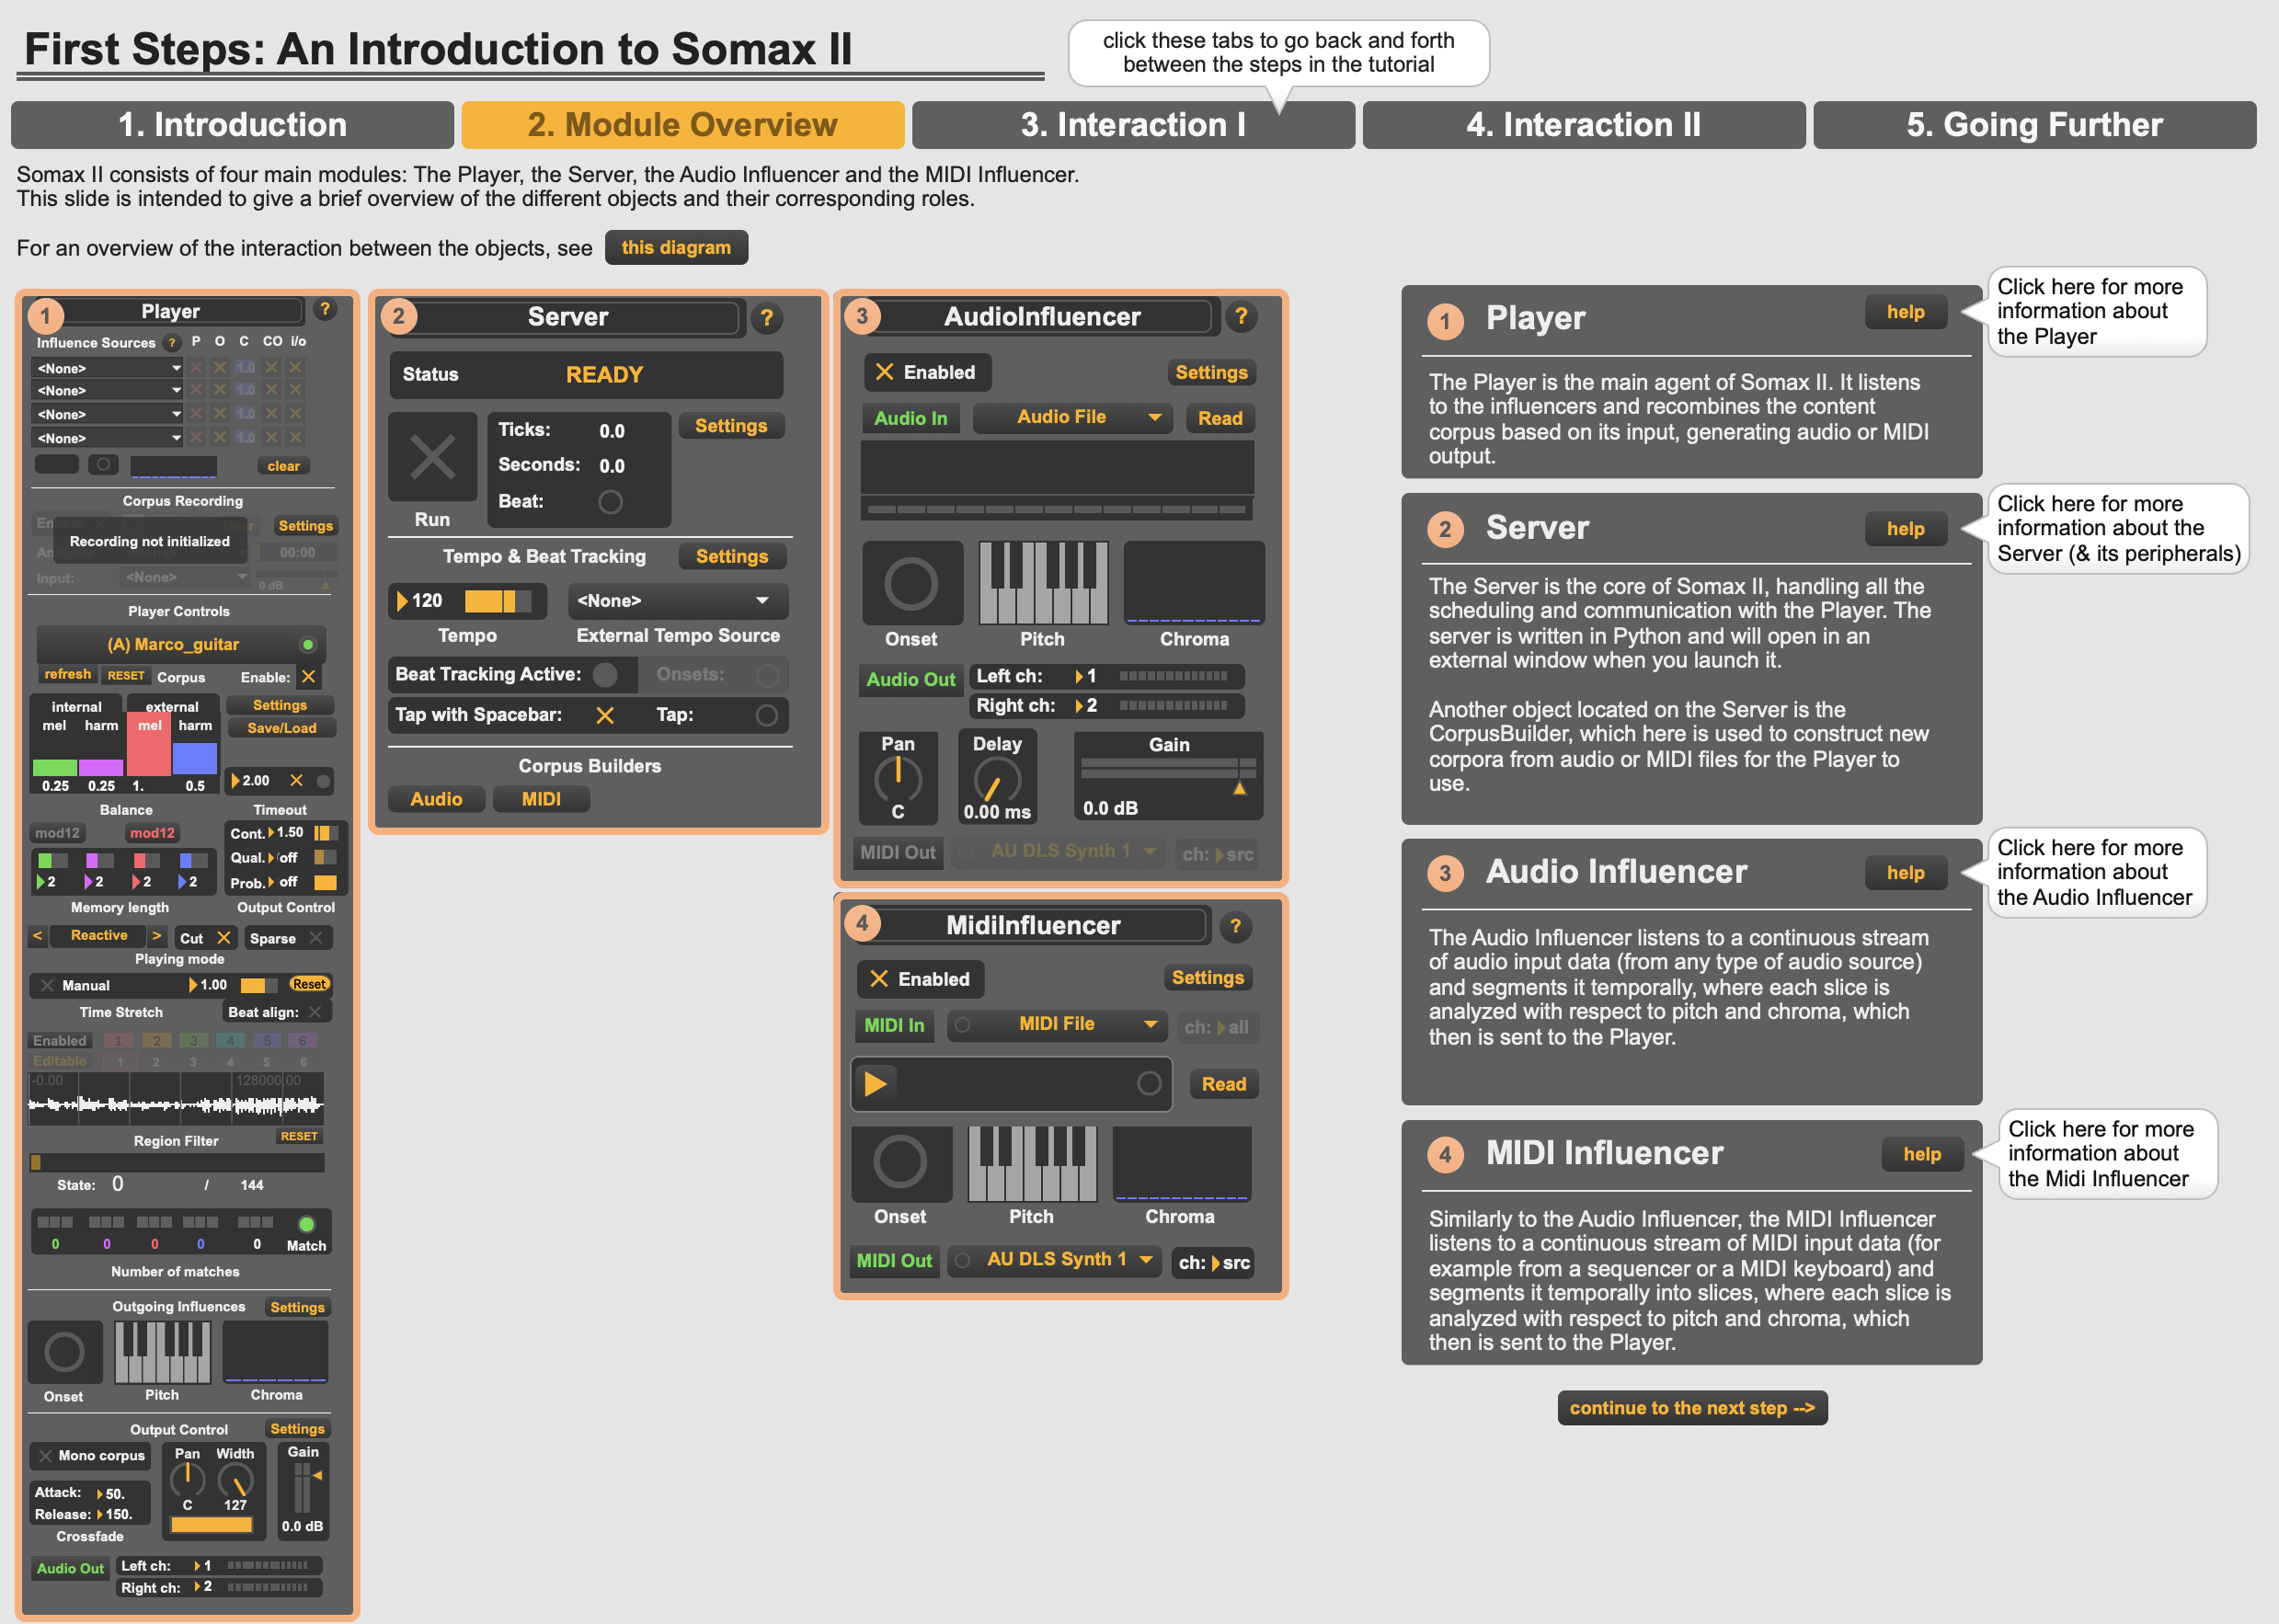 First Steps: An Introduction to Somax II
click these tabs to go back and forth
between the steps in the tutorial
1. Introduction
2. Module Overview
3. Interaction I
4. Interaction II
5. Going Further
Somax II consists of four main modules: The Player, the Server, the Audio Influencer and the MIDI Influencer.
This slide is intended to give a brief overview of the different objects and their corresponding roles.
For an overview of the interaction between the objects, see this diagram
1 Player ?
Influence Sources ? P O C CO i/o
<None> 1.0
<None> 1.0
<None> 1.0
<None> 1.0
clear
Corpus Recording
Enable: clear Settings
Recording not initialized
00:00
Input: <None> 0 dB
Player Controls
(A) Marco_guitar
refresh RESET Corpus Enable:
internal external Settings
mel harm mel harm Save/Load
0.25 0.25 1. 0.5 2.00
Balance Timeout
mod12 mod12 Cont. 1.50
Qual. off
2 2 2 2 Prob. off
Memory length Output Control
< Reactive > Cut Sparse
Playing mode
Manual 1.00 Reset
Time Stretch Beat align:
Enabled 1 2 3 4 5 6
Editable 1 2 3 4 5 6
-0.00 128000.00
Region Filter RESET
State: 0 / 144
0 0 0 0 0 Match
Number of matches
Outgoing Influences Settings
Onset Pitch Chroma
Output Control Settings
Mono corpus Pan Width Gain
Attack: 50.
Release: 150. C 127
Crossfade 0.0 dB
Audio Out Left ch: 1
Right ch: 2
2 Server ?
Status READY
Ticks: 0.0 Settings
Seconds: 0.0
Beat:
Run
Tempo & Beat Tracking Settings
120 <None>
Tempo External Tempo Source
Beat Tracking Active: Onsets:
Tap with Spacebar: Tap:
Corpus Builders
Audio MIDI
3 AudioInfluencer ?
Enabled Settings
Audio In Audio File Read
Onset Pitch Chroma
Audio Out Left ch: 1
Right ch: 2
Pan Delay Gain
C 0.00 ms 0.0 dB
MIDI Out AU DLS Synth 1 ch: src
4 MidiInfluencer ?
Enabled Settings
MIDI In MIDI File ch: all
Read
Onset Pitch Chroma
MIDI Out AU DLS Synth 1 ch: src
1 Player help
The Player is the main agent of Somax II. It listens
to the influencers and recombines the content
corpus based on its input, generating audio or MIDI
output.
Click here for more
information about
the Player
2 Server help
The Server is the core of Somax II, handling all the
scheduling and communication with the Player. The
server is written in Python and will open in an
external window when you launch it.
Another object located on the Server is the
CorpusBuilder, which here is used to construct new
corpora from audio or MIDI files for the Player to
use.
Click here for more
information about the
Server (& its peripherals)
3 Audio Influencer help
The Audio Influencer listens to a continuous stream
of audio input data (from any type of audio source)
and segments it temporally, where each slice is
analyzed with respect to pitch and chroma, which
then is sent to the Player.
Click here for more
information about
the Audio Influencer
4 MIDI Influencer help
Similarly to the Audio Influencer, the MIDI Influencer
listens to a continuous stream of MIDI input data (for
example from a sequencer or a MIDI keyboard) and
segments it temporally into slices, where each slice is
analyzed with respect to pitch and chroma, which
then is sent to the Player.
Click here for more
information about
the Midi Influencer
continue to the next step -->